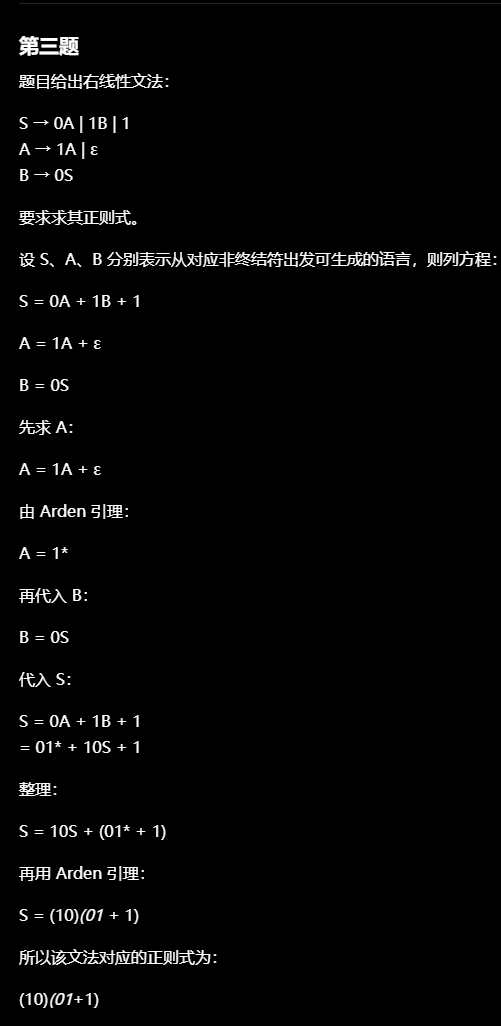 第三题
题目给出右线性文法：
S → 0A | 1B | 1
A → 1A | ε
B → 0S
要求求其正则式。
设 S、A、B 分别表示从对应非终结符出发可生成的语言，则列方程：
S = 0A + 1B + 1
A = 1A + ε
B = 0S
先求 A：
A = 1A + ε
由 Arden 引理：
A = 1*
再代入 B：
B = 0S
代入 S：
S = 0A + 1B + 1
= 01* + 10S + 1
整理：
S = 10S + (01* + 1)
再用 Arden 引理：
S = (10)(01 + 1)
所以该文法对应的正则式为：
(10)(01+1)